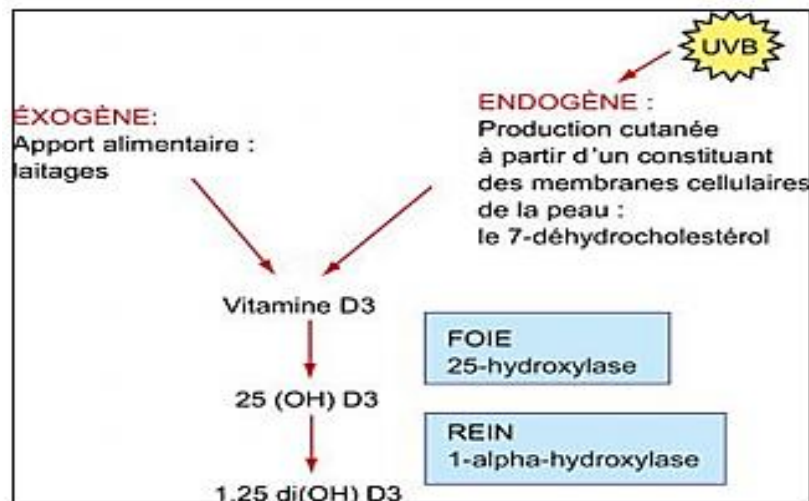 UVB
ÉXOGÈNE:
Apport alimentaire :
laitages
ENDOGÈNE :
Production cutanée
à partir d'un constituant
des membranes cellulaires
de la peau :
le 7-déhydrocholestérol
Vitamine D3
FOIE
25-hydroxylase
25 (OH) D3
REIN
1-alpha-hydroxylase
1,25 di(OH) D3